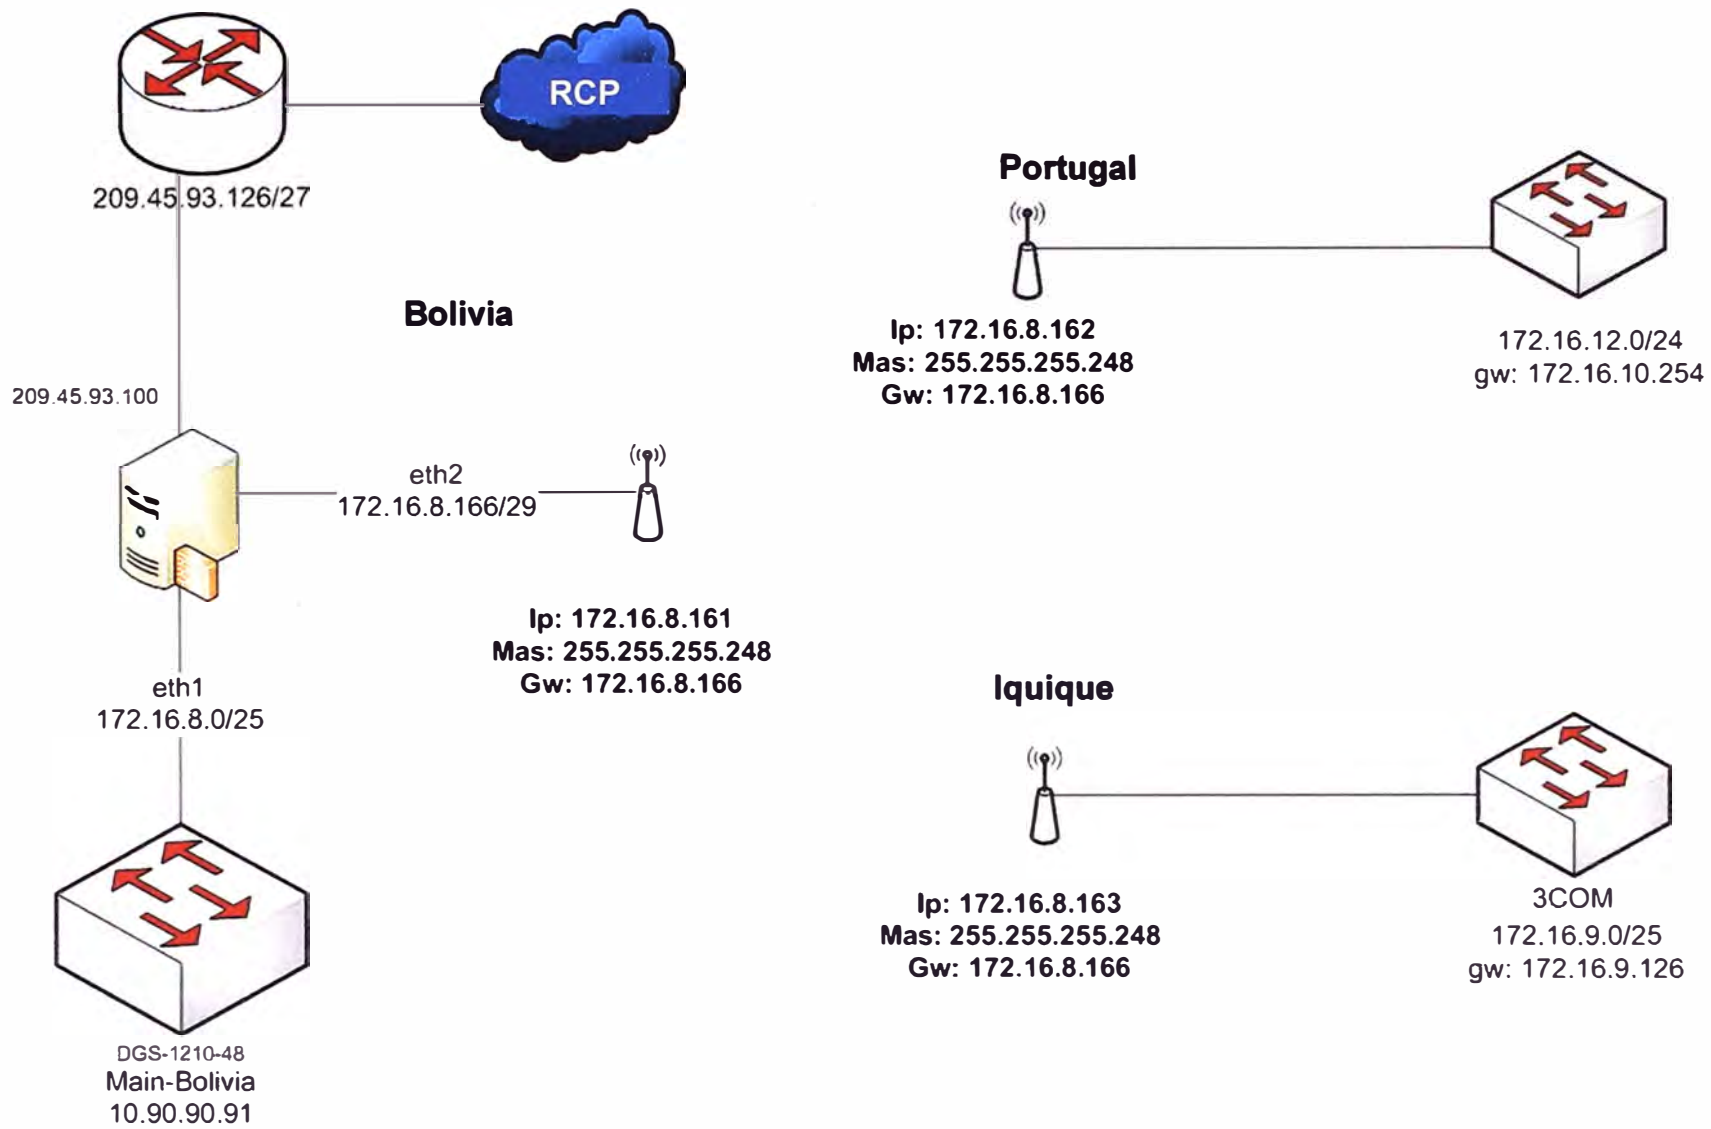 RCP
209.45.93.126/27
Portugal
Bolivia
Ip: 172.16.8.162
Mas: 255.255.255.248
Gw: 172.16.8.166
172.16.12.0/24
gw: 172.16.10.254
209.45.93.100
eth2
172.16.8.166/29
Ip: 172.16.8.161
Mas: 255.255.255.248
Gw: 172.16.8.166
eth1
172.16.8.0/25
Iquique
Ip: 172.16.8.163
Mas: 255.255.255.248
Gw: 172.16.8.166
3COM
172.16.9.0/25
gw: 172.16.9.126
DGS-1210-48
Main-Bolivia
10.90.90.91